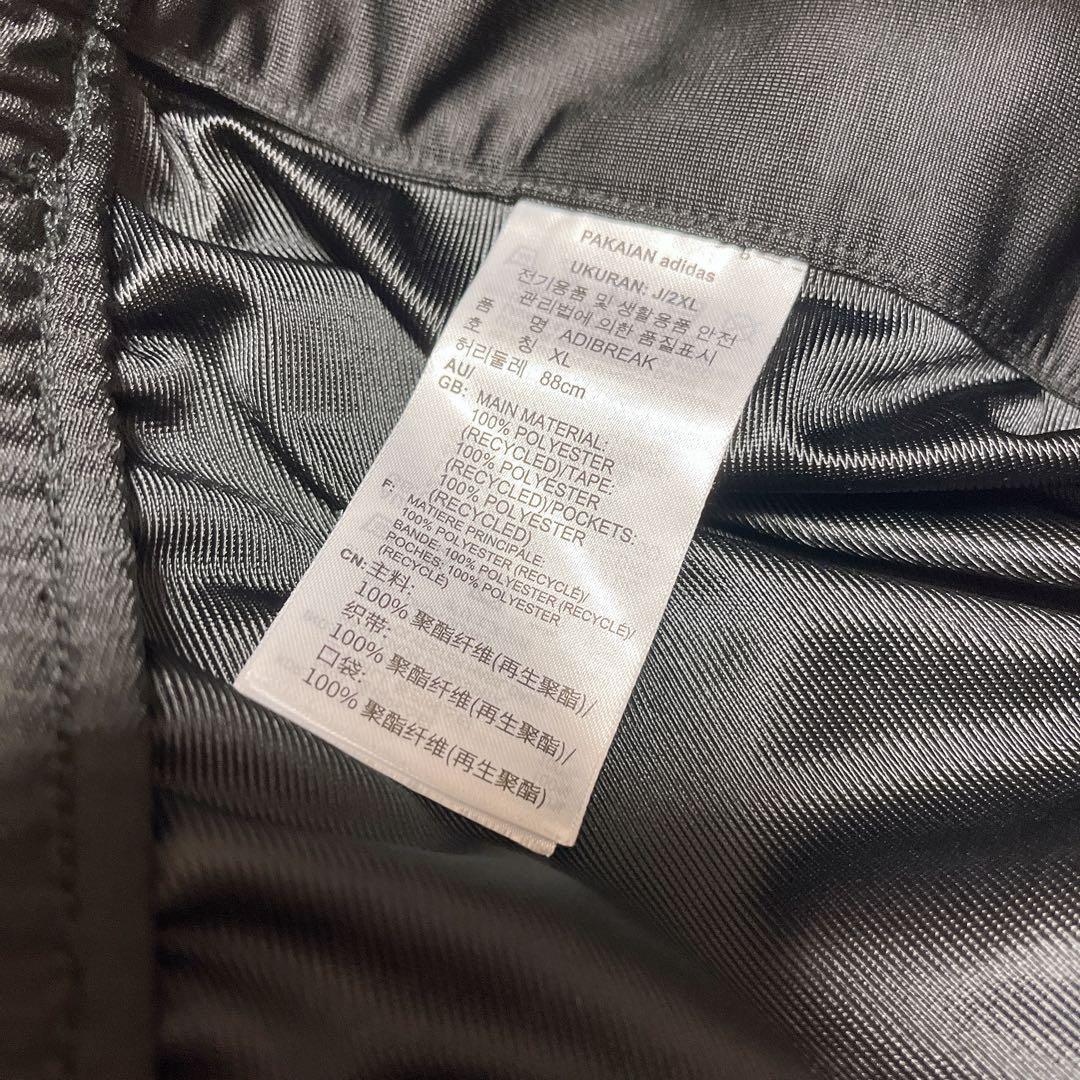 PAKAIAN adidas
UKURAN: J/2XL
전기용품 및 생활용품 안전
관리법에 의한 품질표시
품 명 ADIBREAK
호 칭 XL
허리둘레 88cm
AU/
GB: MAIN MATERIAL:
100% POLYESTER
(RECYCLED)/TAPE:
100% POLYESTER
(RECYCLED)/POCKETS:
100% POLYESTER
(RECYCLED)
F: MATIERE PRINCIPALE:
100% POLYESTER (RECYCLE)/
BANDE: 100% POLYESTER (RECYCLE)/
POCHES: 100% POLYESTER
(RECYCLÉ)
CN: 主料:
100% 聚酯纤维(再生聚酯)/
织带:
100% 聚酯纤维(再生聚酯)/
口袋:
100% 聚酯纤维(再生聚酯)